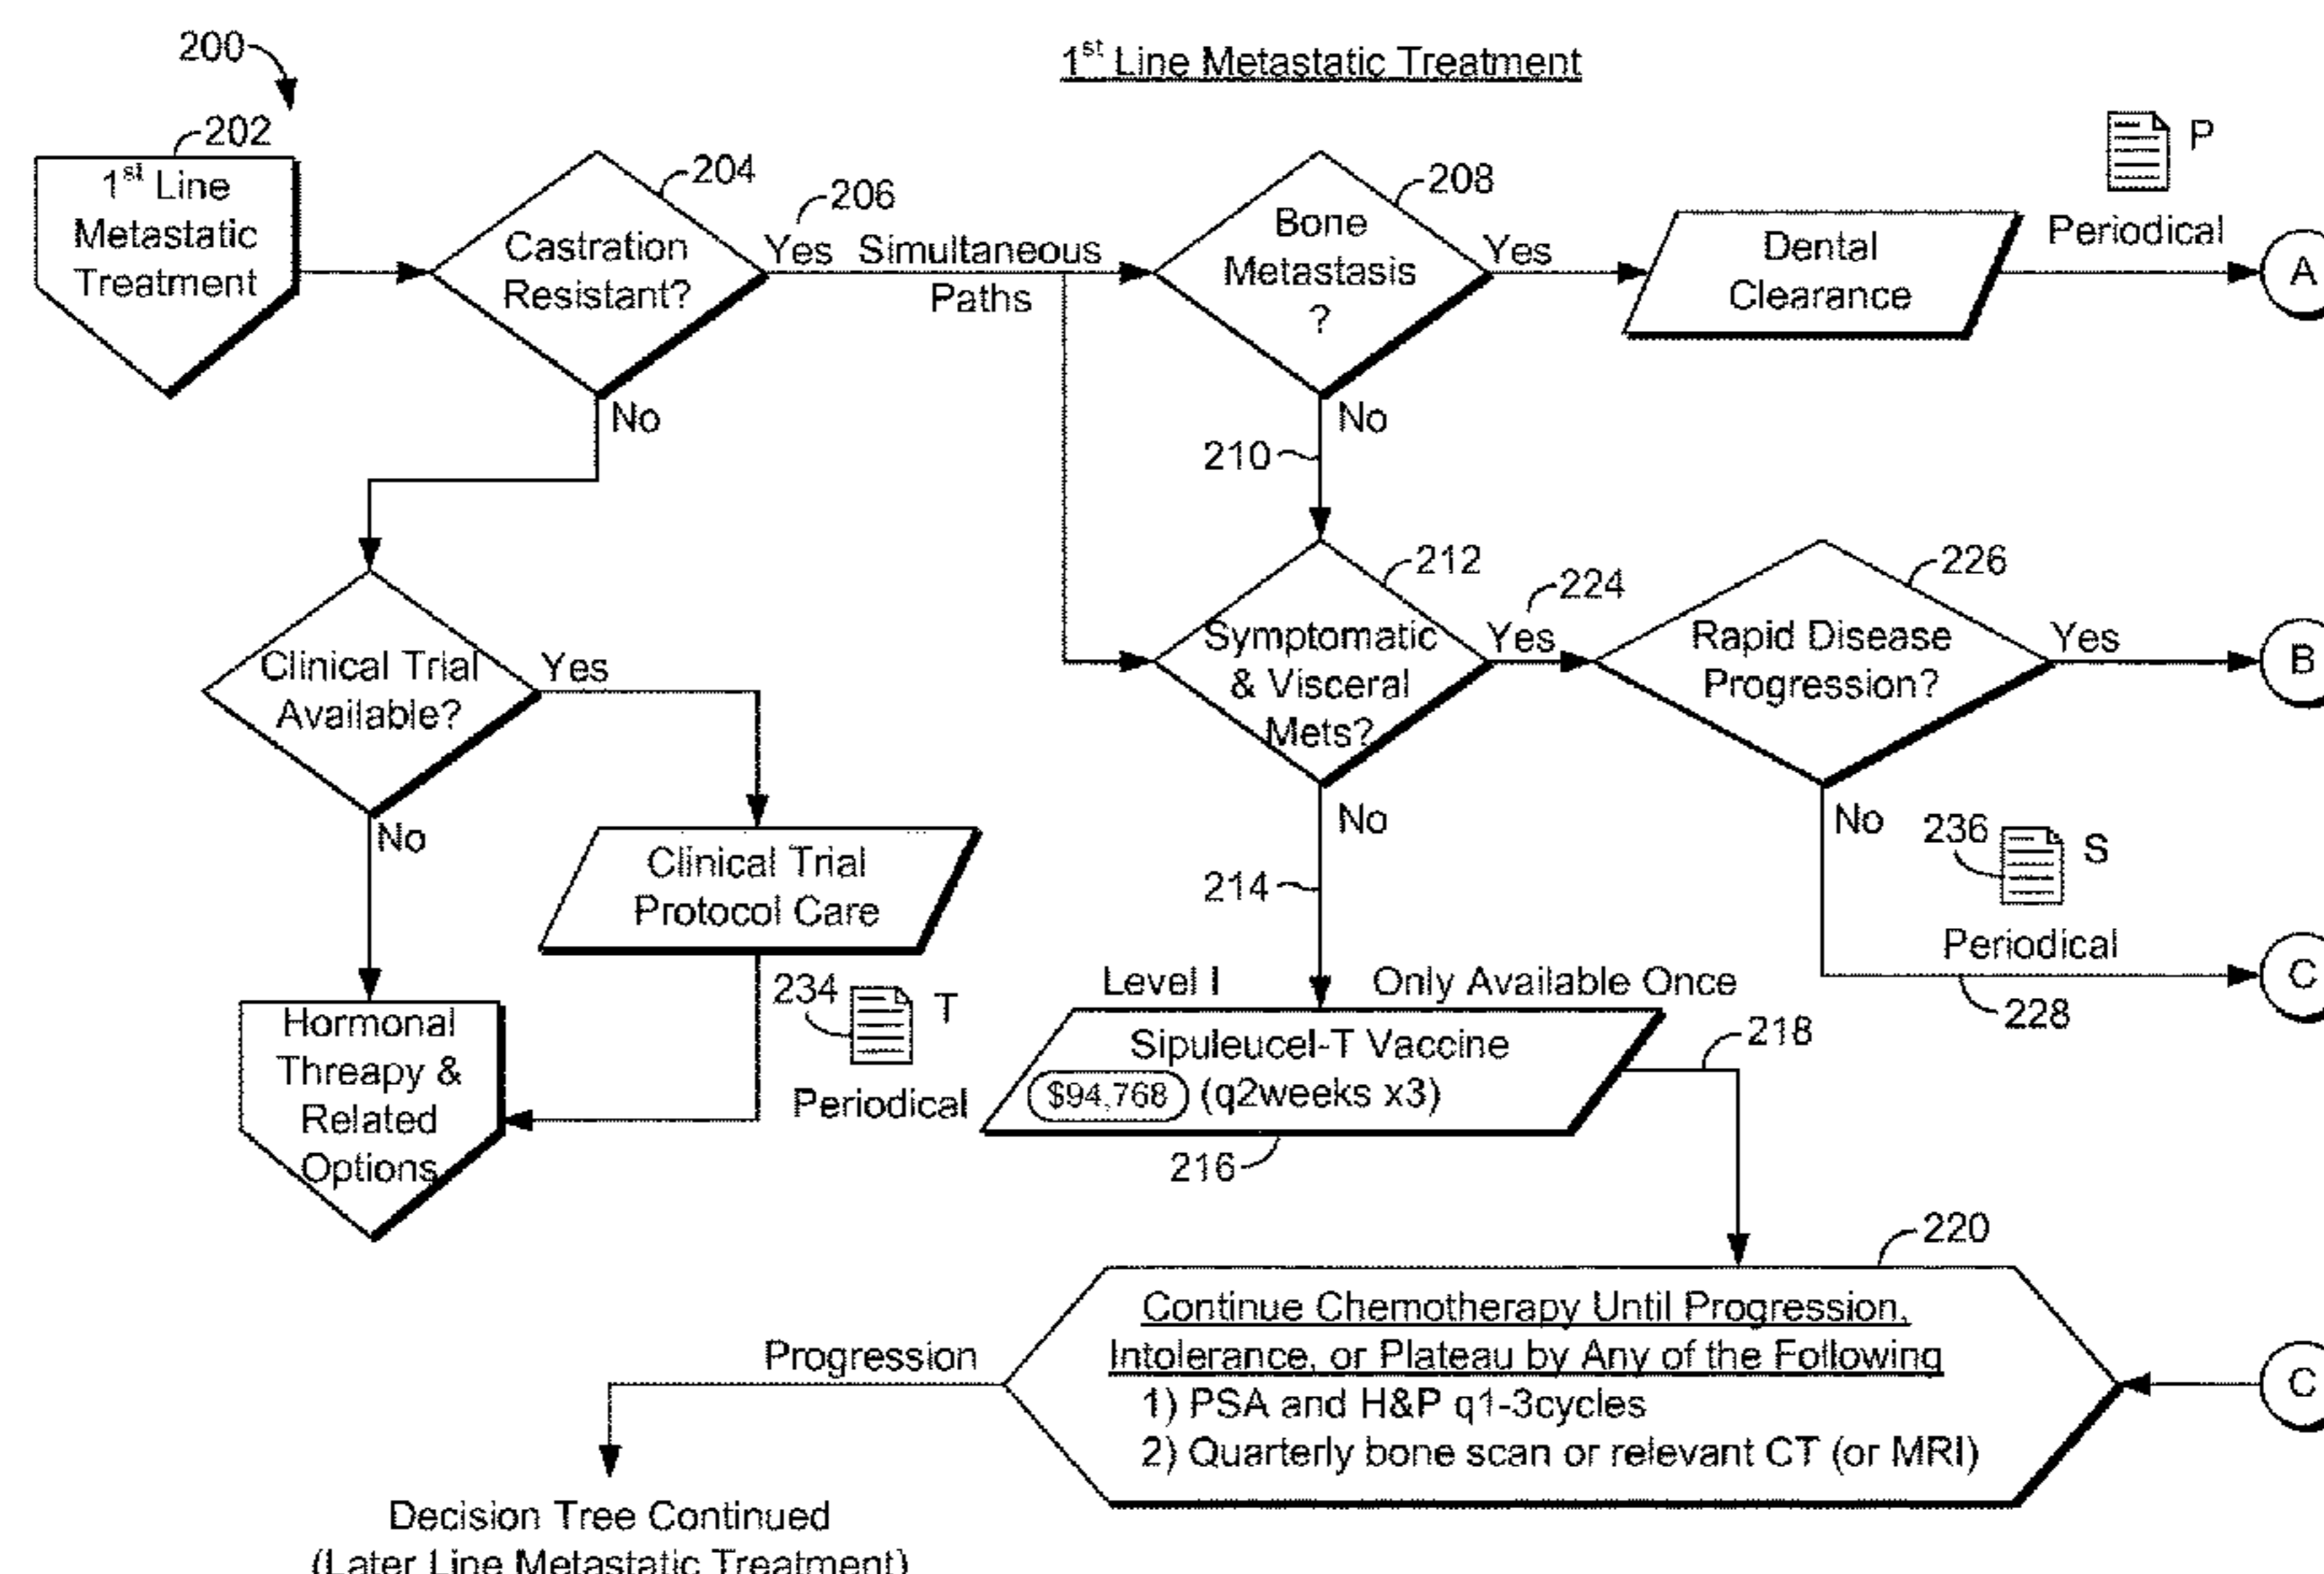 200
1st Line Metastatic Treatment
202
1st Line
Metastatic
Treatment
204
Castration
Resistant?
206
Yes Simultaneous
Paths
No
208
Bone
Metastasis
?
Yes
No
210
Dental
Clearance
P
Periodical
A
Clinical Trial
Available?
Yes
No
Clinical Trial
Protocol Care
234
T
Periodical
Hormonal
Threapy &
Related
Options
212
Symptomatic
& Visceral
Mets?
224
Yes
No
214
226
Rapid Disease
Progression?
Yes
B
No
236
S
Periodical
228
C
Level I
Only Available Once
Sipuleucel-T Vaccine
$94,768 (q2weeks x3)
216
218
220
Continue Chemotherapy Until Progression,
Intolerance, or Plateau by Any of the Following
1) PSA and H&P q1-3cycles
2) Quarterly bone scan or relevant CT (or MRI)
C
Progression
Decision Tree Continued
(Later Line Metastatic Treatment)